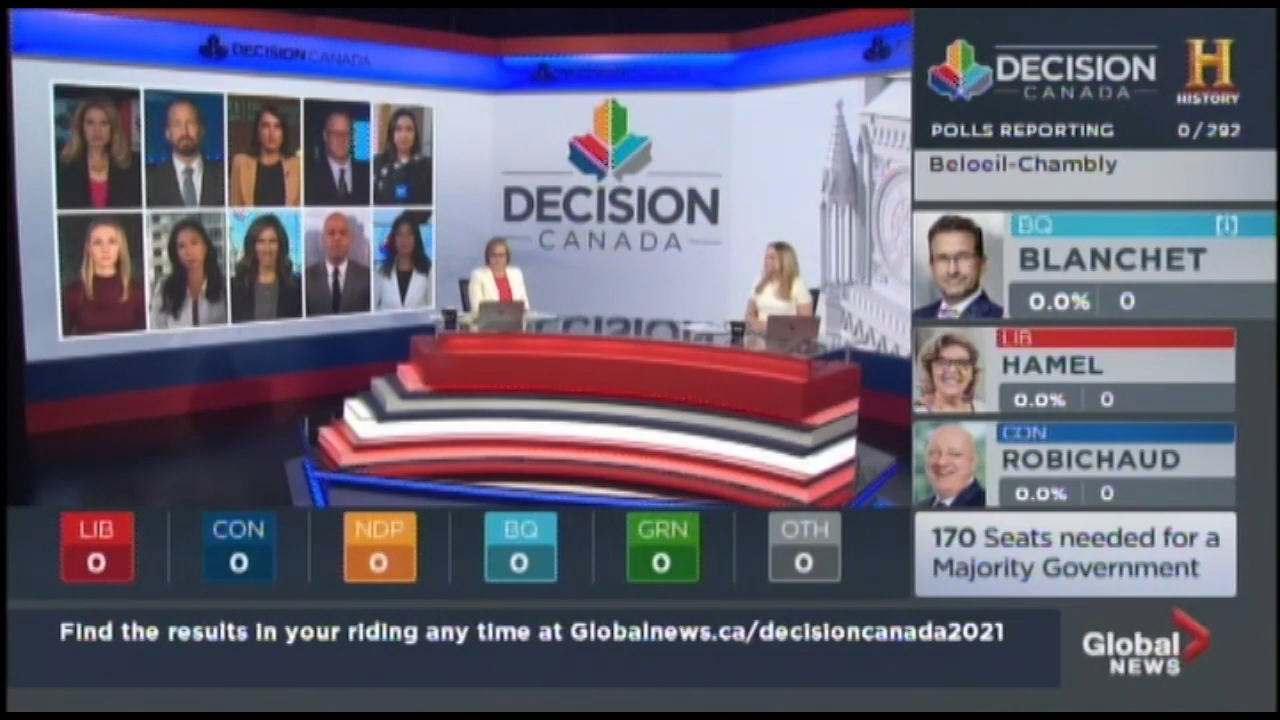 DECISION CANADA
DECISION
CANADA
DECISION
CANADA
H
HISTORY
POLLS REPORTING 0/292
Beloeil-Chambly
BQ [i]
BLANCHET
0.0% 0
LIB
HAMEL
0.0% 0
CON
ROBICHAUD
0.0% 0
170 Seats needed for a
Majority Government
LIB CON NDP BQ GRN OTH
0 0 0 0 0 0
Find the results in your riding any time at Globalnews.ca/decisioncanada2021
Global
NEWS